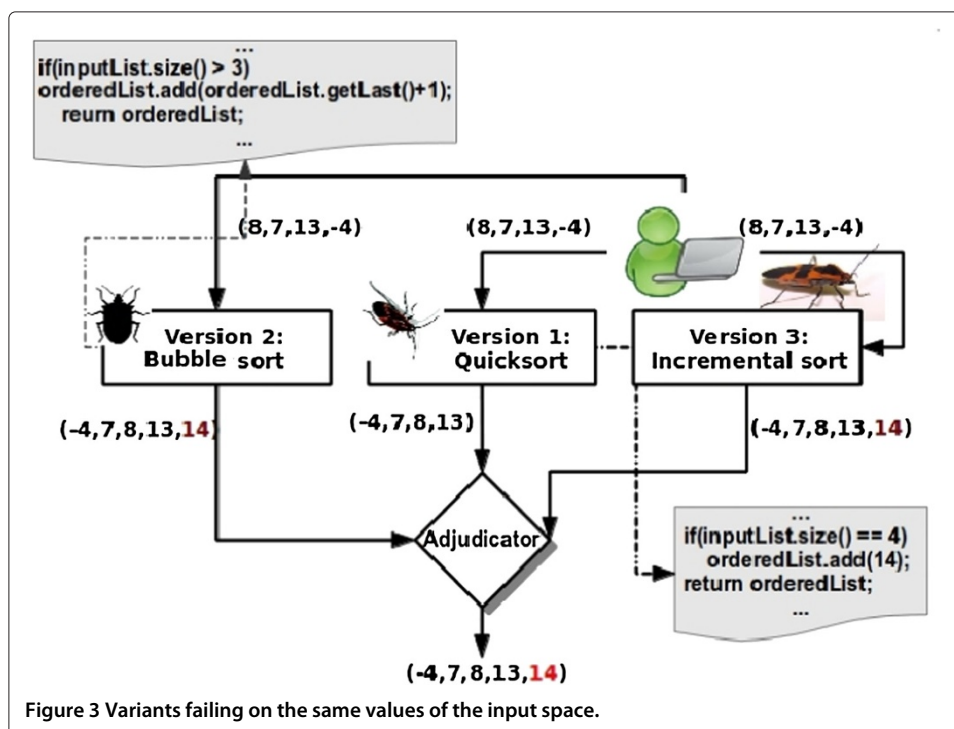 ...
if(inputList.size() > 3)
orderedList.add(orderedList.getLast()+1);
reurn orderedList;
...
(8,7,13,-4)
(8,7,13,-4)
(8,7,13,-4)
Version 2:
Bubble sort
Version 1:
Quicksort
Version 3:
Incremental sort
(-4,7,8,13,14)
(-4,7,8,13)
(-4,7,8,13,14)
Adjudicator
...
if(inputList.size() == 4)
orderedList.add(14);
return orderedList;
...
(-4,7,8,13,14)
Figure 3 Variants failing on the same values of the input space.